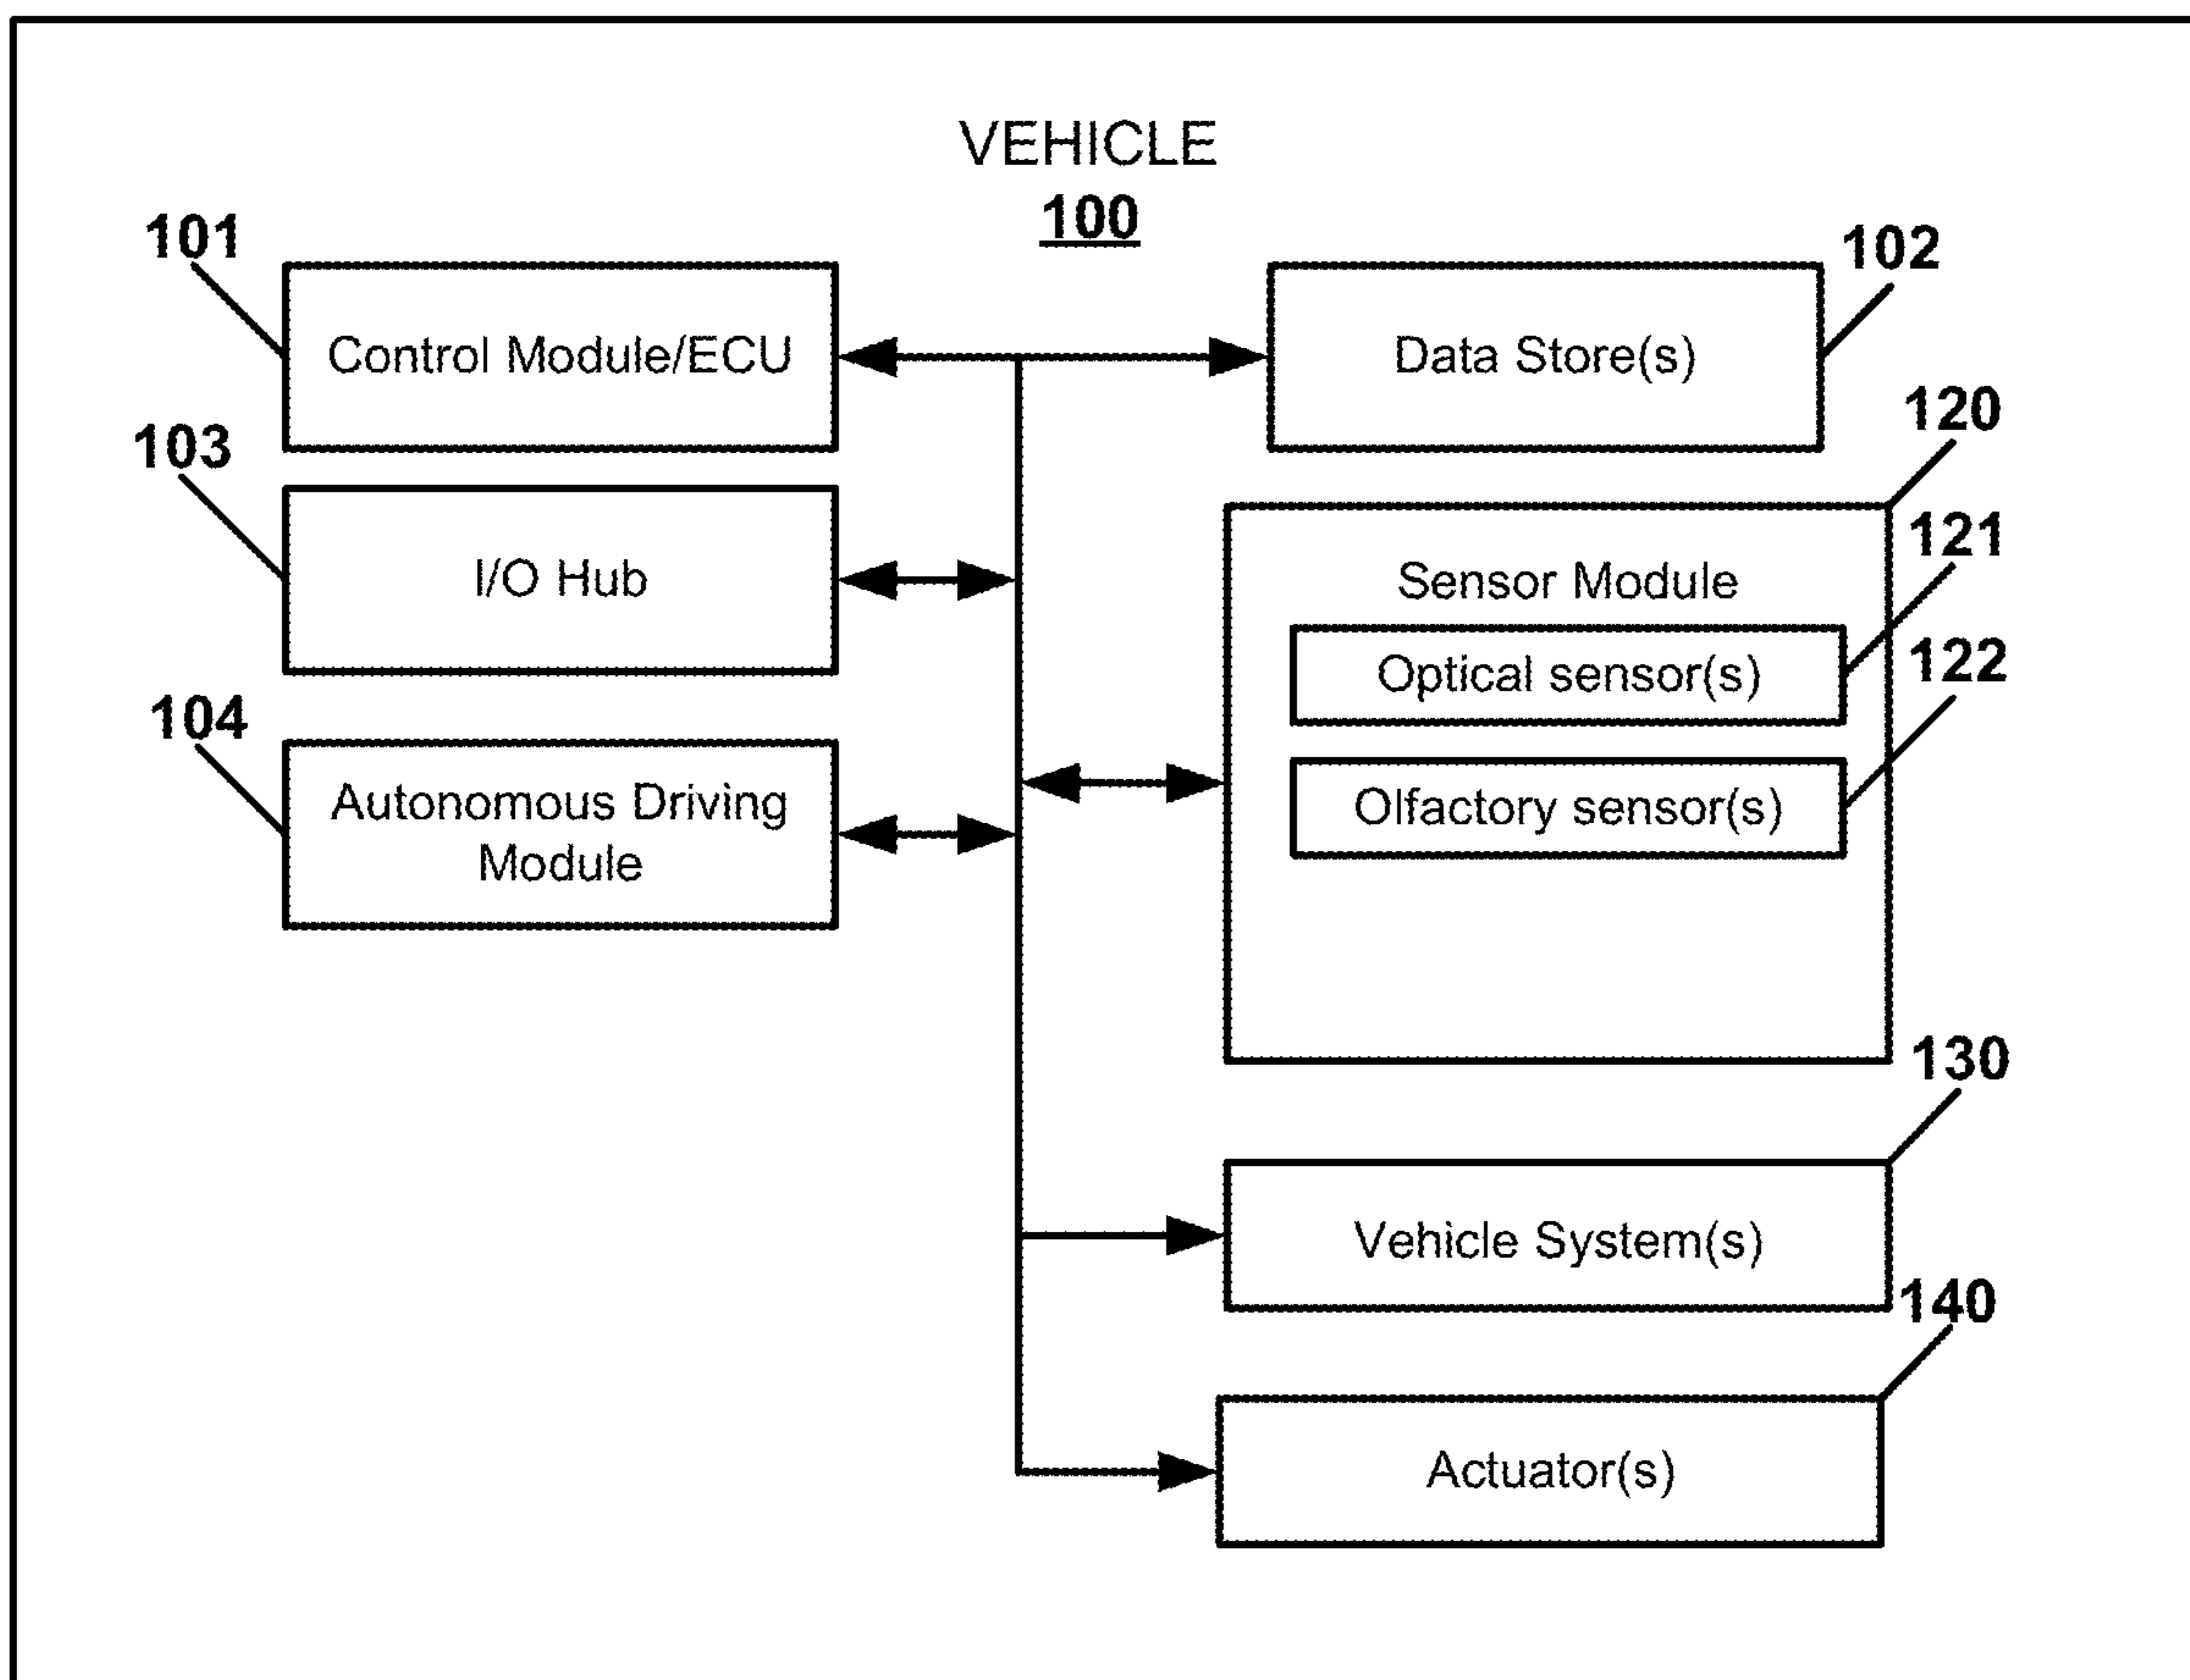 VEHICLE
100
101
Control Module/ECU
102
Data Store(s)
103
I/O Hub
120
Sensor Module
121
Optical sensor(s)
122
Olfactory sensor(s)
104
Autonomous Driving
Module
130
Vehicle System(s)
140
Actuator(s)